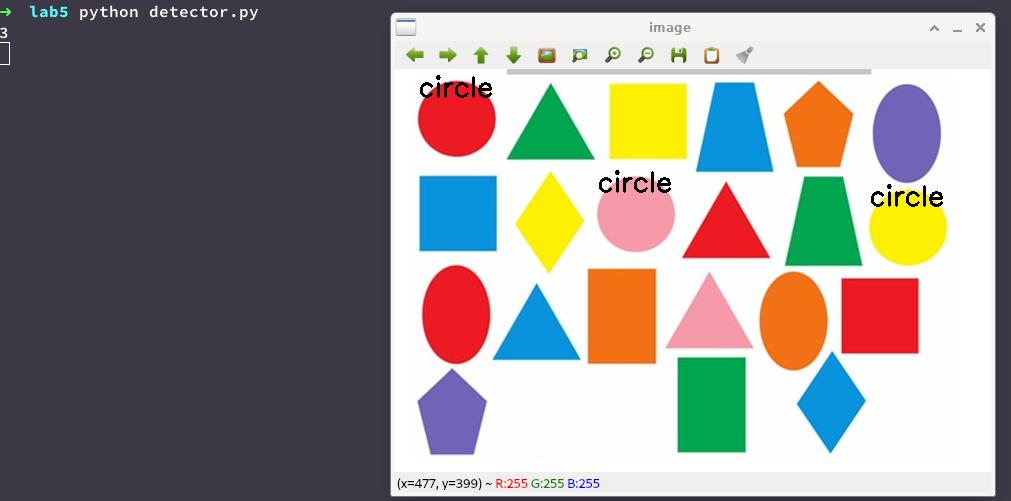 → lab5 python detector.py
3
image
circle
circle
circle
(x=477, y=399) ~ R:255 G:255 B:255